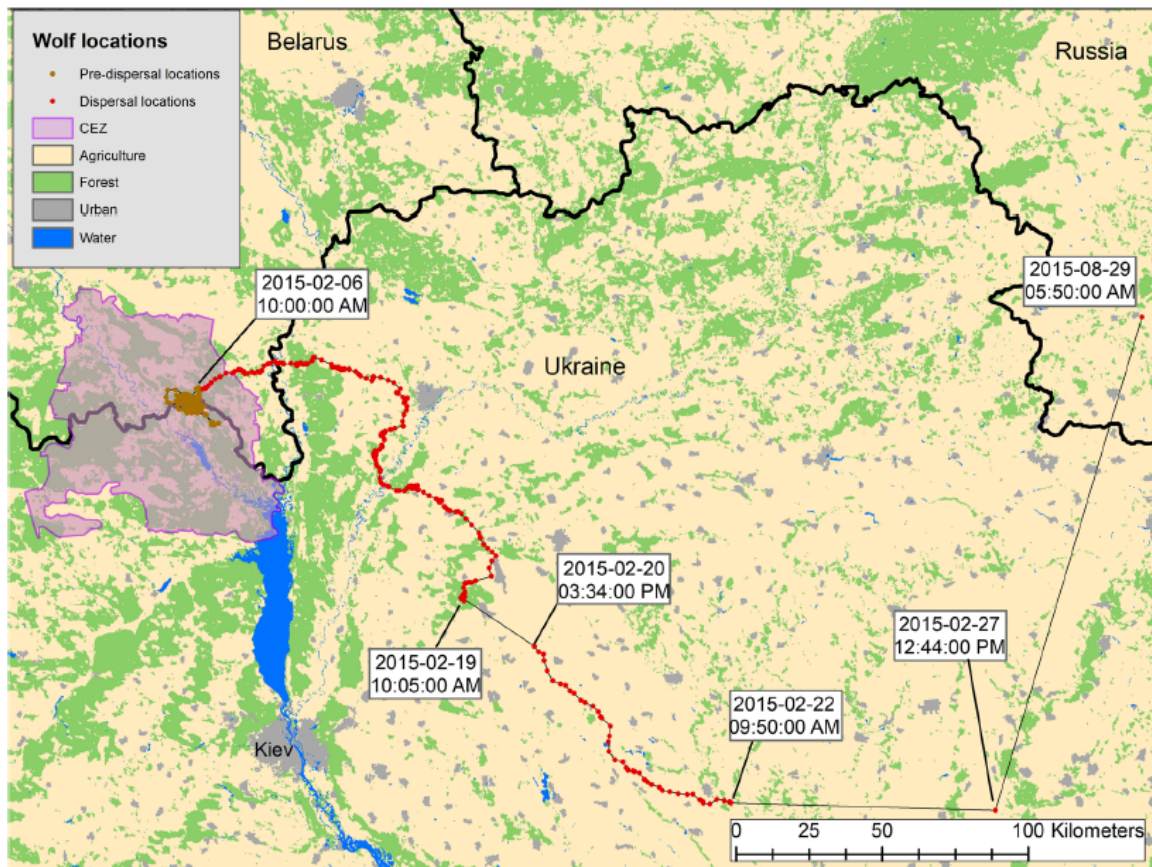 Wolf locations
Pre-dispersal locations
Dispersal locations
CEZ
Agriculture
Forest
Urban
Water
Belarus
Russia
2015-02-06
10:00:00 AM
2015-08-29
05:50:00 AM
Ukraine
2015-02-20
03:34:00 PM
2015-02-27
12:44:00 PM
2015-02-19
10:05:00 AM
2015-02-22
09:50:00 AM
Kiev
0 25 50 100 Kilometers